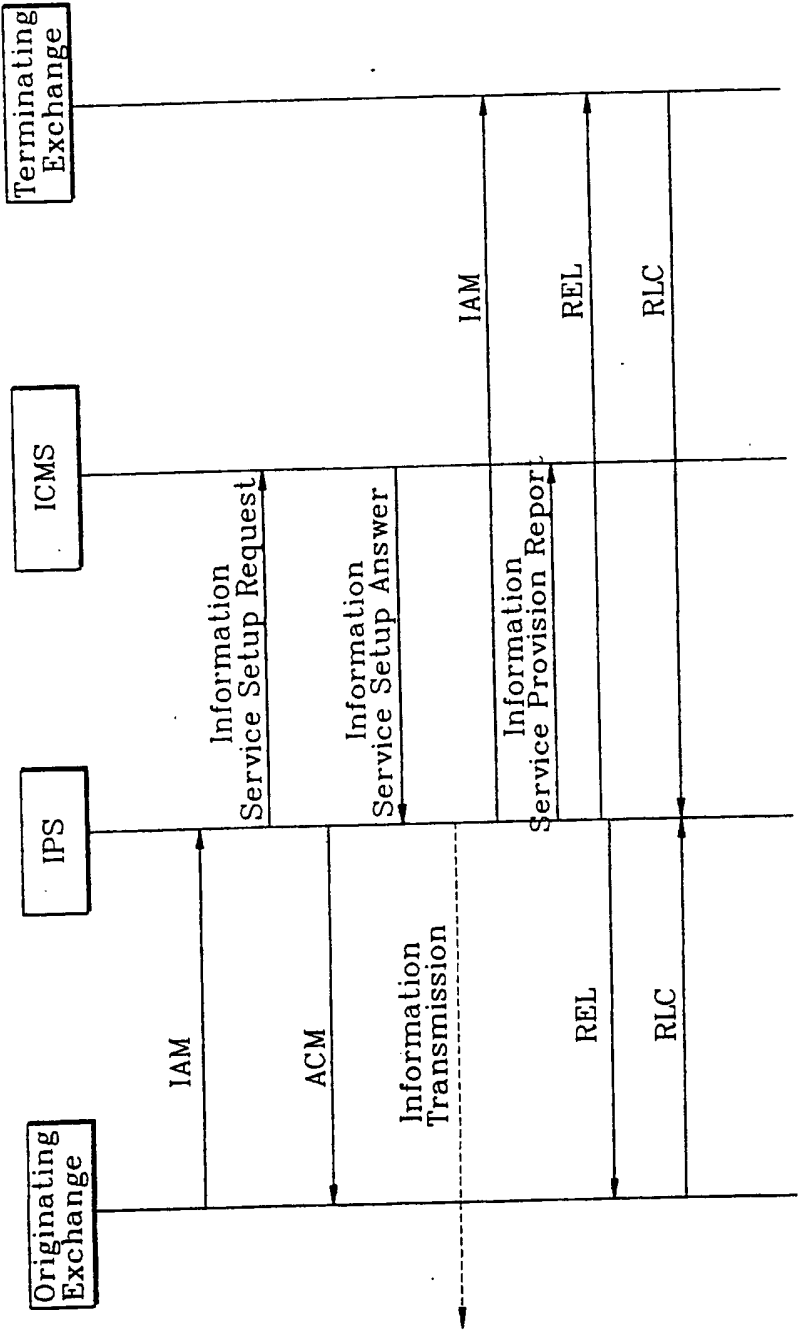 Originating
Exchange
IPS
ICMS
Terminating
Exchange
IAM
Information
Service Setup Request
ACM
Information
Service Setup Answer
Information
Transmission
IAM
Information
Service Provision Report
REL
REL
RLC
RLC